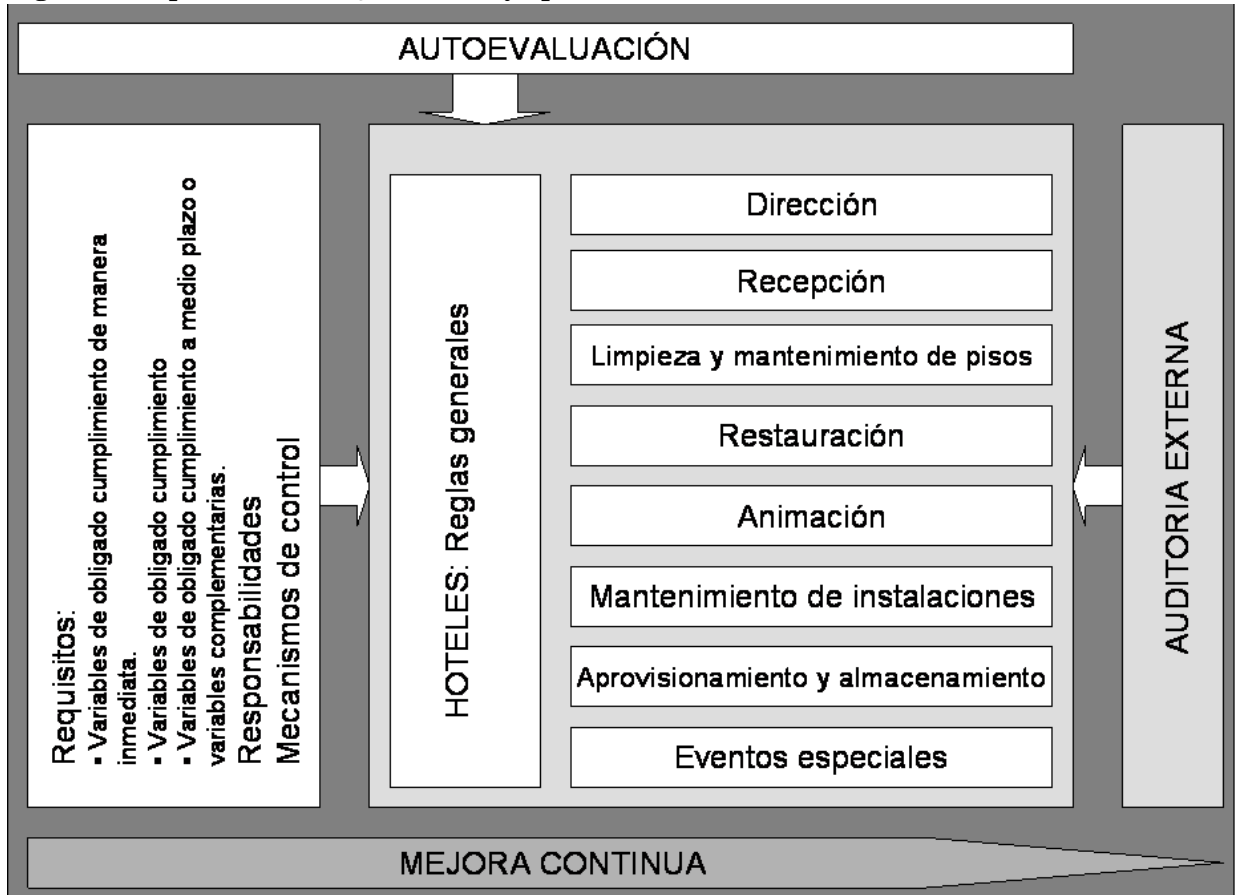 AUTOEVALUACIÓN
Requisitos:
▪ Variables de obligado cumplimiento de manera
inmediata.
▪ Variables de obligado cumplimiento
▪ Variables de obligado cumplimiento a medio plazo o
variables complementarias.
Responsabilidades
Mecanismos de control
HOTELES: Reglas generales
Dirección
Recepción
Limpieza y mantenimiento de pisos
Restauración
Animación
Mantenimiento de instalaciones
Aprovisionamiento y almacenamiento
Eventos especiales
AUDITORIA EXTERNA
MEJORA CONTINUA